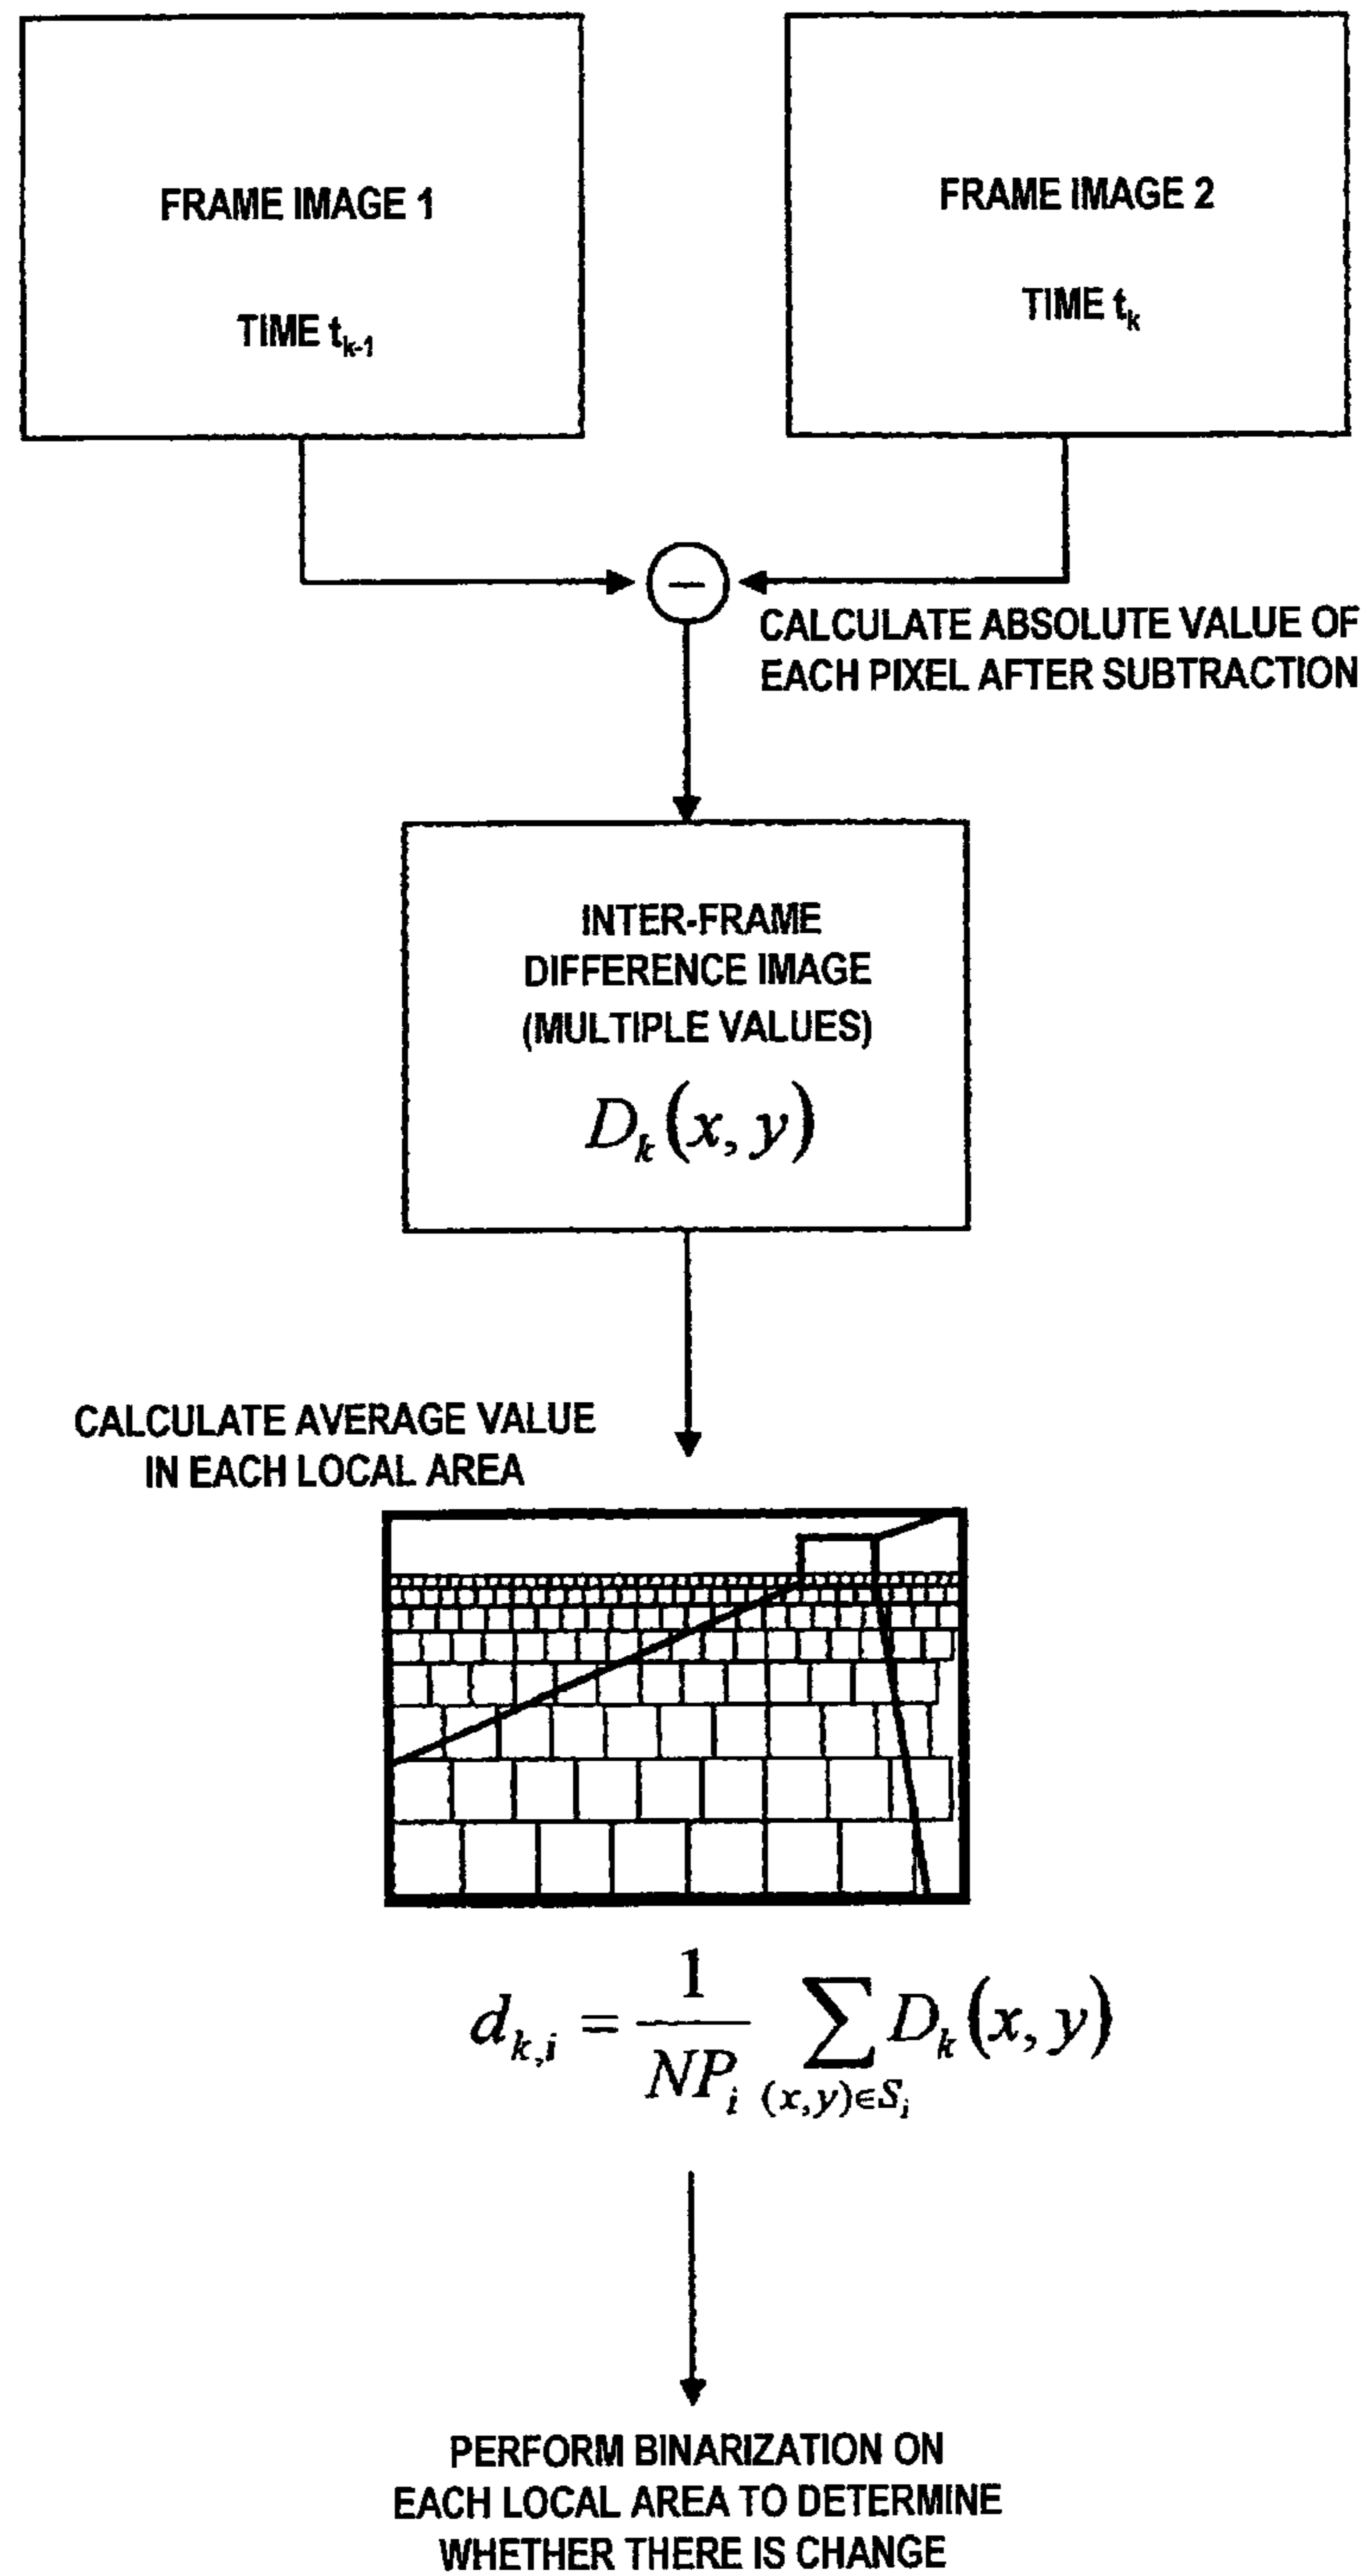 FRAME IMAGE 1
TIME t_{k-1}
FRAME IMAGE 2
TIME t_k
−
CALCULATE ABSOLUTE VALUE OF
EACH PIXEL AFTER SUBTRACTION
INTER-FRAME
DIFFERENCE IMAGE
(MULTIPLE VALUES)
D_k(x, y)
CALCULATE AVERAGE VALUE
IN EACH LOCAL AREA
d_{k,i} = \frac{1}{NP_i} \sum_{(x,y)∈S_i} D_k(x, y)
PERFORM BINARIZATION ON
EACH LOCAL AREA TO DETERMINE
WHETHER THERE IS CHANGE